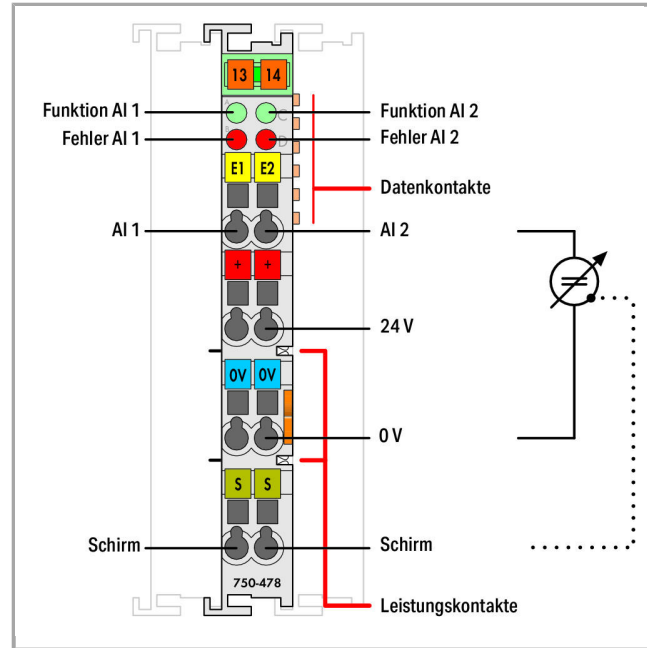 13 14
Funktion AI 1
A
C
Funktion AI 2
Fehler AI 1
D
Fehler AI 2
E1 E2
Datenkontakte
AI 1
AI 2
+ +
24 V
0V 0V
0 V
S S
Schirm
Schirm
750-478
Leistungskontakte